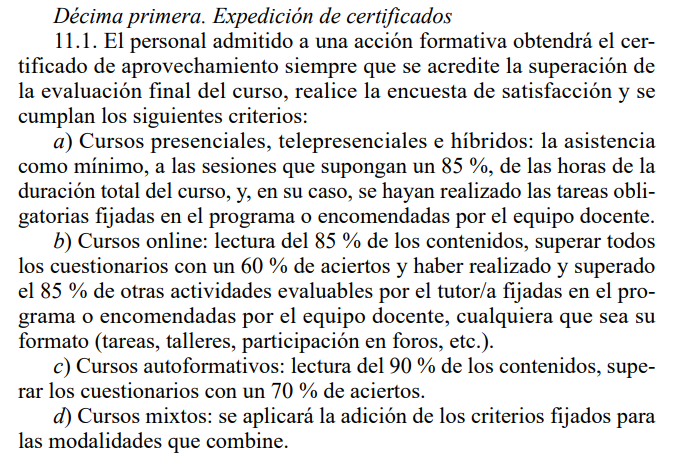 Décima primera. Expedición de certificados
11.1. El personal admitido a una acción formativa obtendrá el cer-
tificado de aprovechamiento siempre que se acredite la superación de
la evaluación final del curso, realice la encuesta de satisfacción y se
cumplan los siguientes criterios:
a) Cursos presenciales, telepresenciales e híbridos: la asistencia
como mínimo, a las sesiones que supongan un 85 %, de las horas de la
duración total del curso, y, en su caso, se hayan realizado las tareas obli-
gatorias fijadas en el programa o encomendadas por el equipo docente.
b) Cursos online: lectura del 85 % de los contenidos, superar todos
los cuestionarios con un 60 % de aciertos y haber realizado y superado
el 85 % de otras actividades evaluables por el tutor/a fijadas en el pro-
grama o encomendadas por el equipo docente, cualquiera que sea su
formato (tareas, talleres, participación en foros, etc.).
c) Cursos autoformativos: lectura del 90 % de los contenidos, supe-
rar los cuestionarios con un 70 % de aciertos.
d) Cursos mixtos: se aplicará la adición de los criterios fijados para
las modalidades que combine.